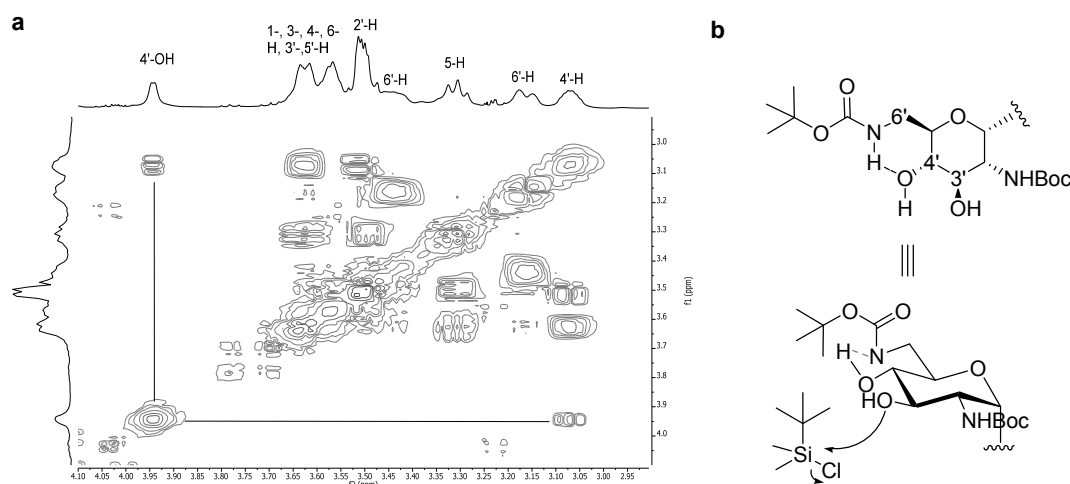 a
4'-OH
1-, 3-, 4-, 6-
H, 3'-,5'-H
2'-H
6'-H
5-H
6'-H
4'-H
3.0
3.1
3.2
3.3
3.4
3.5
3.6
3.7
3.8
3.9
4.0
f1 (ppm)
4.10 4.05 4.00 3.95 3.90 3.85 3.80 3.75 3.70 3.65 3.60 3.55 3.50 3.45 3.40 3.35 3.30 3.25 3.20 3.15 3.10 3.05 3.00 2.95
f2 (ppm)
b
O
O
N
H
6'
O
4'
O
H
3'
OH
NHBoc
O
O
H
N
O
O
HO
NHBoc
Si
Cl